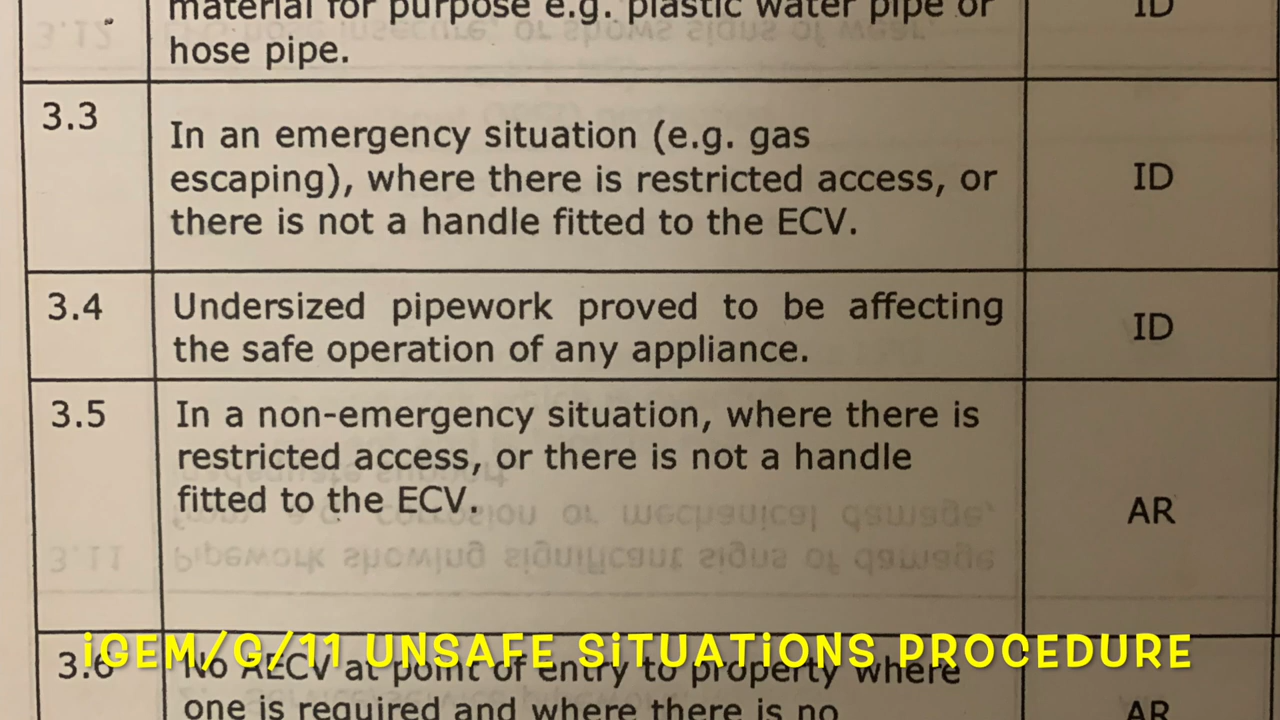 material for purpose e.g. plastic water pipe or
hose pipe.
ID
3.3
In an emergency situation (e.g. gas
escaping), where there is restricted access, or
there is not a handle fitted to the ECV.
ID
3.4
Undersized pipework proved to be affecting
the safe operation of any appliance.
ID
3.5
In a non-emergency situation, where there is
restricted access, or there is not a handle
fitted to the ECV.
AR
3.6
No AECV at point of entry to property where
one is required and where there is no
AR
iGEM/G/11 UNSAFE SiTUATiONS PROCEDURE